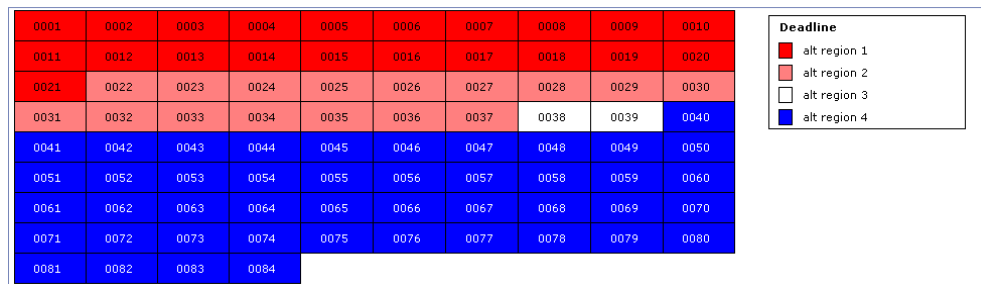 0001 0002 0003 0004 0005 0006 0007 0008 0009 0010
0011 0012 0013 0014 0015 0016 0017 0018 0019 0020
0021 0022 0023 0024 0025 0026 0027 0028 0029 0030
0031 0032 0033 0034 0035 0036 0037 0038 0039 0040
0041 0042 0043 0044 0045 0046 0047 0048 0049 0050
0051 0052 0053 0054 0055 0056 0057 0058 0059 0060
0061 0062 0063 0064 0065 0066 0067 0068 0069 0070
0071 0072 0073 0074 0075 0076 0077 0078 0079 0080
0081 0082 0083 0084
Deadline
alt region 1
alt region 2
alt region 3
alt region 4